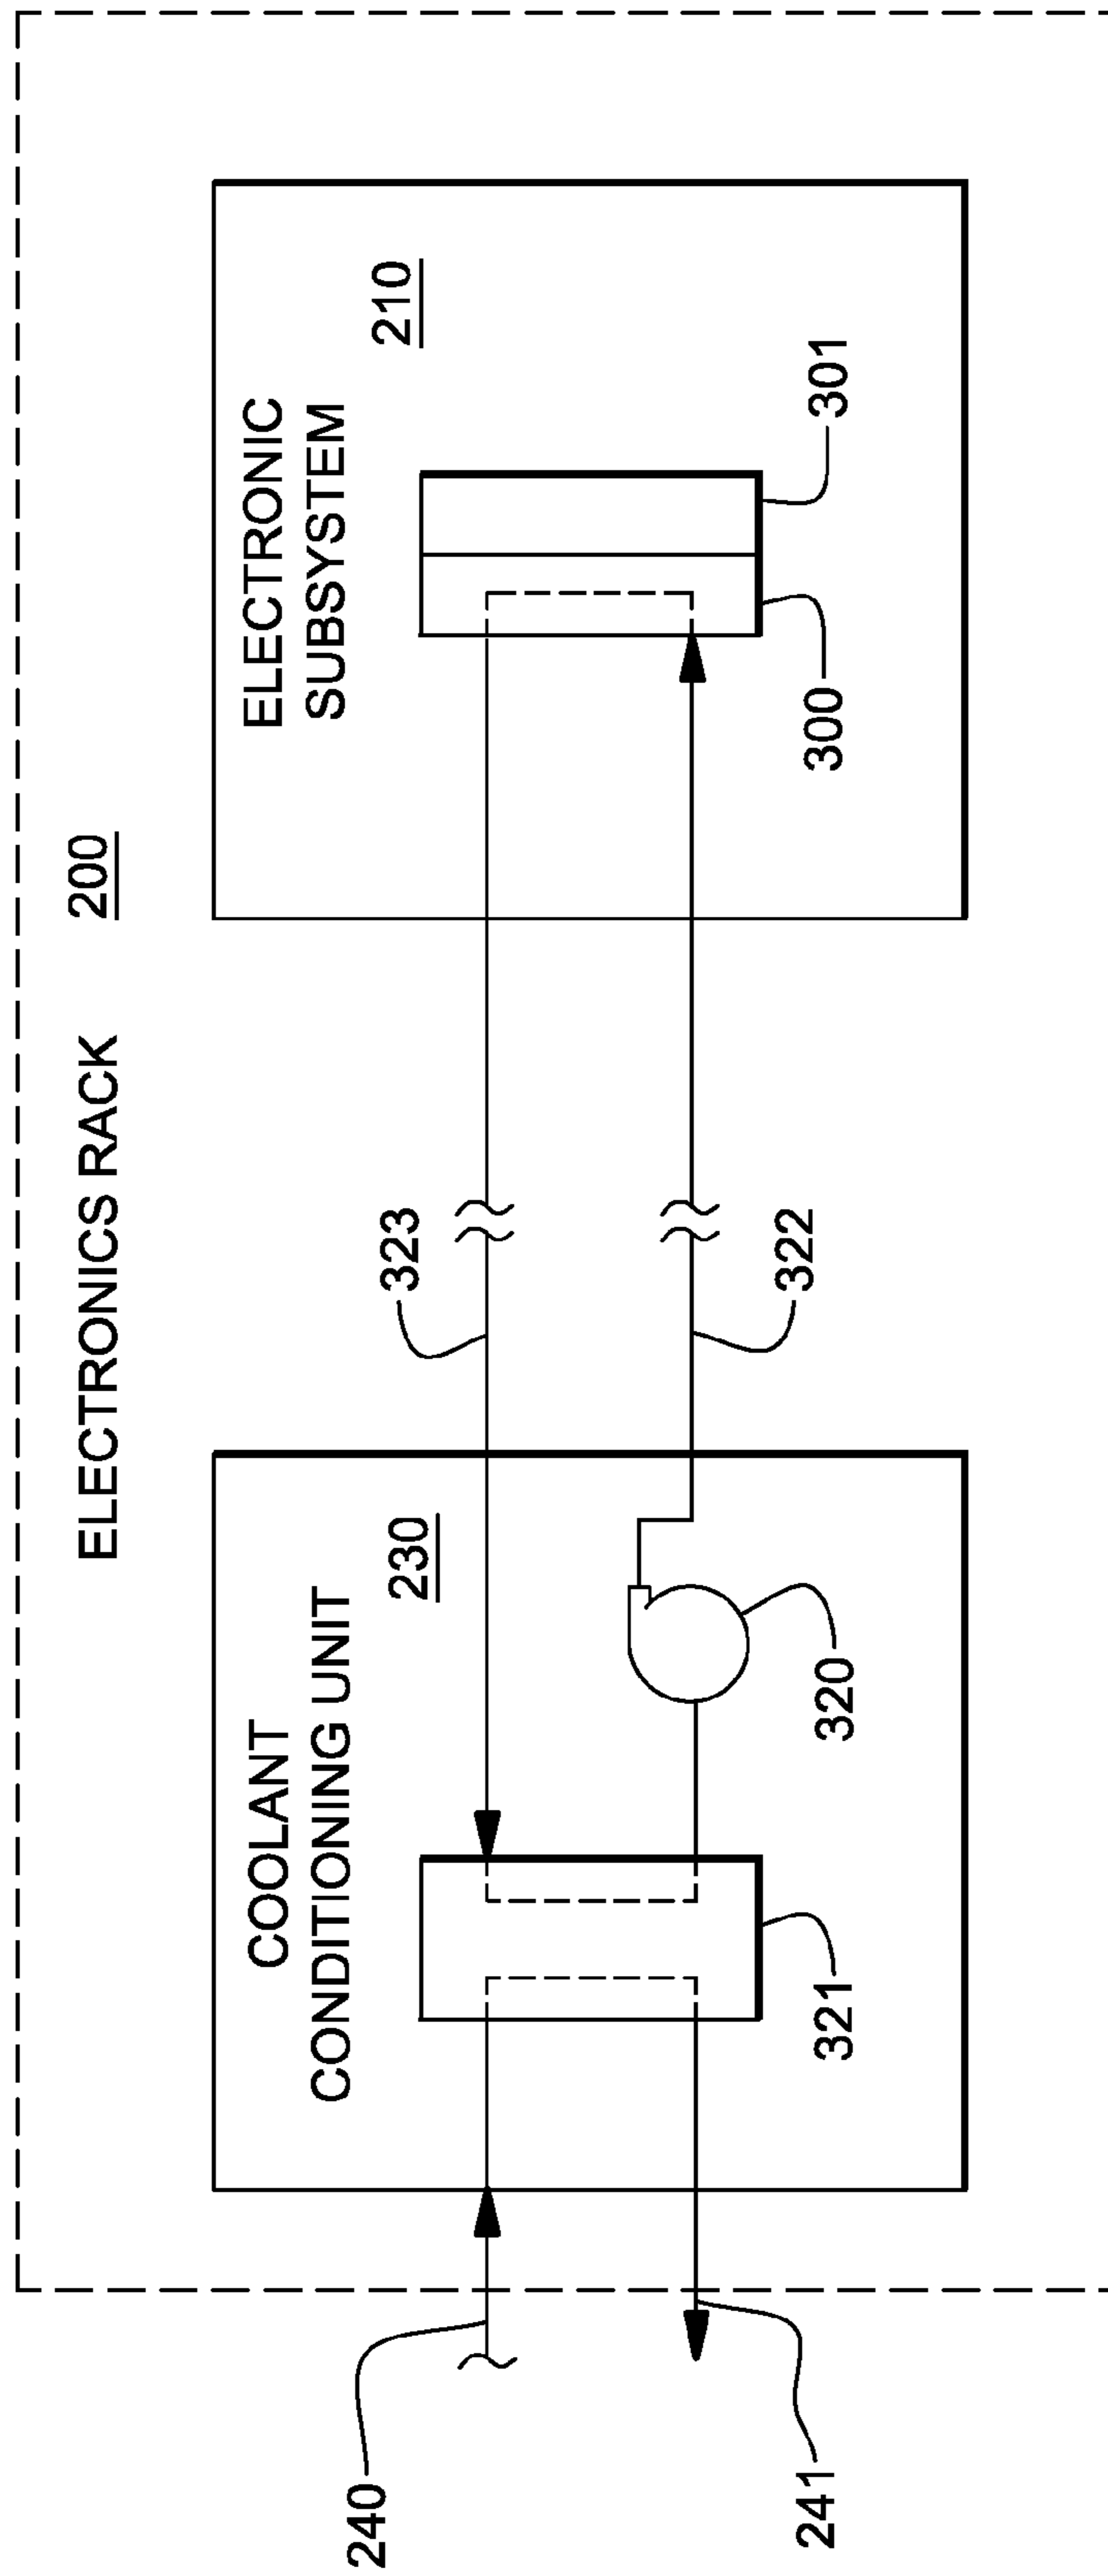 ELECTRONICS RACK 200
COOLANT
CONDITIONING UNIT
230
ELECTRONIC
SUBSYSTEM
210
240
323
241
321
320
322
300
301